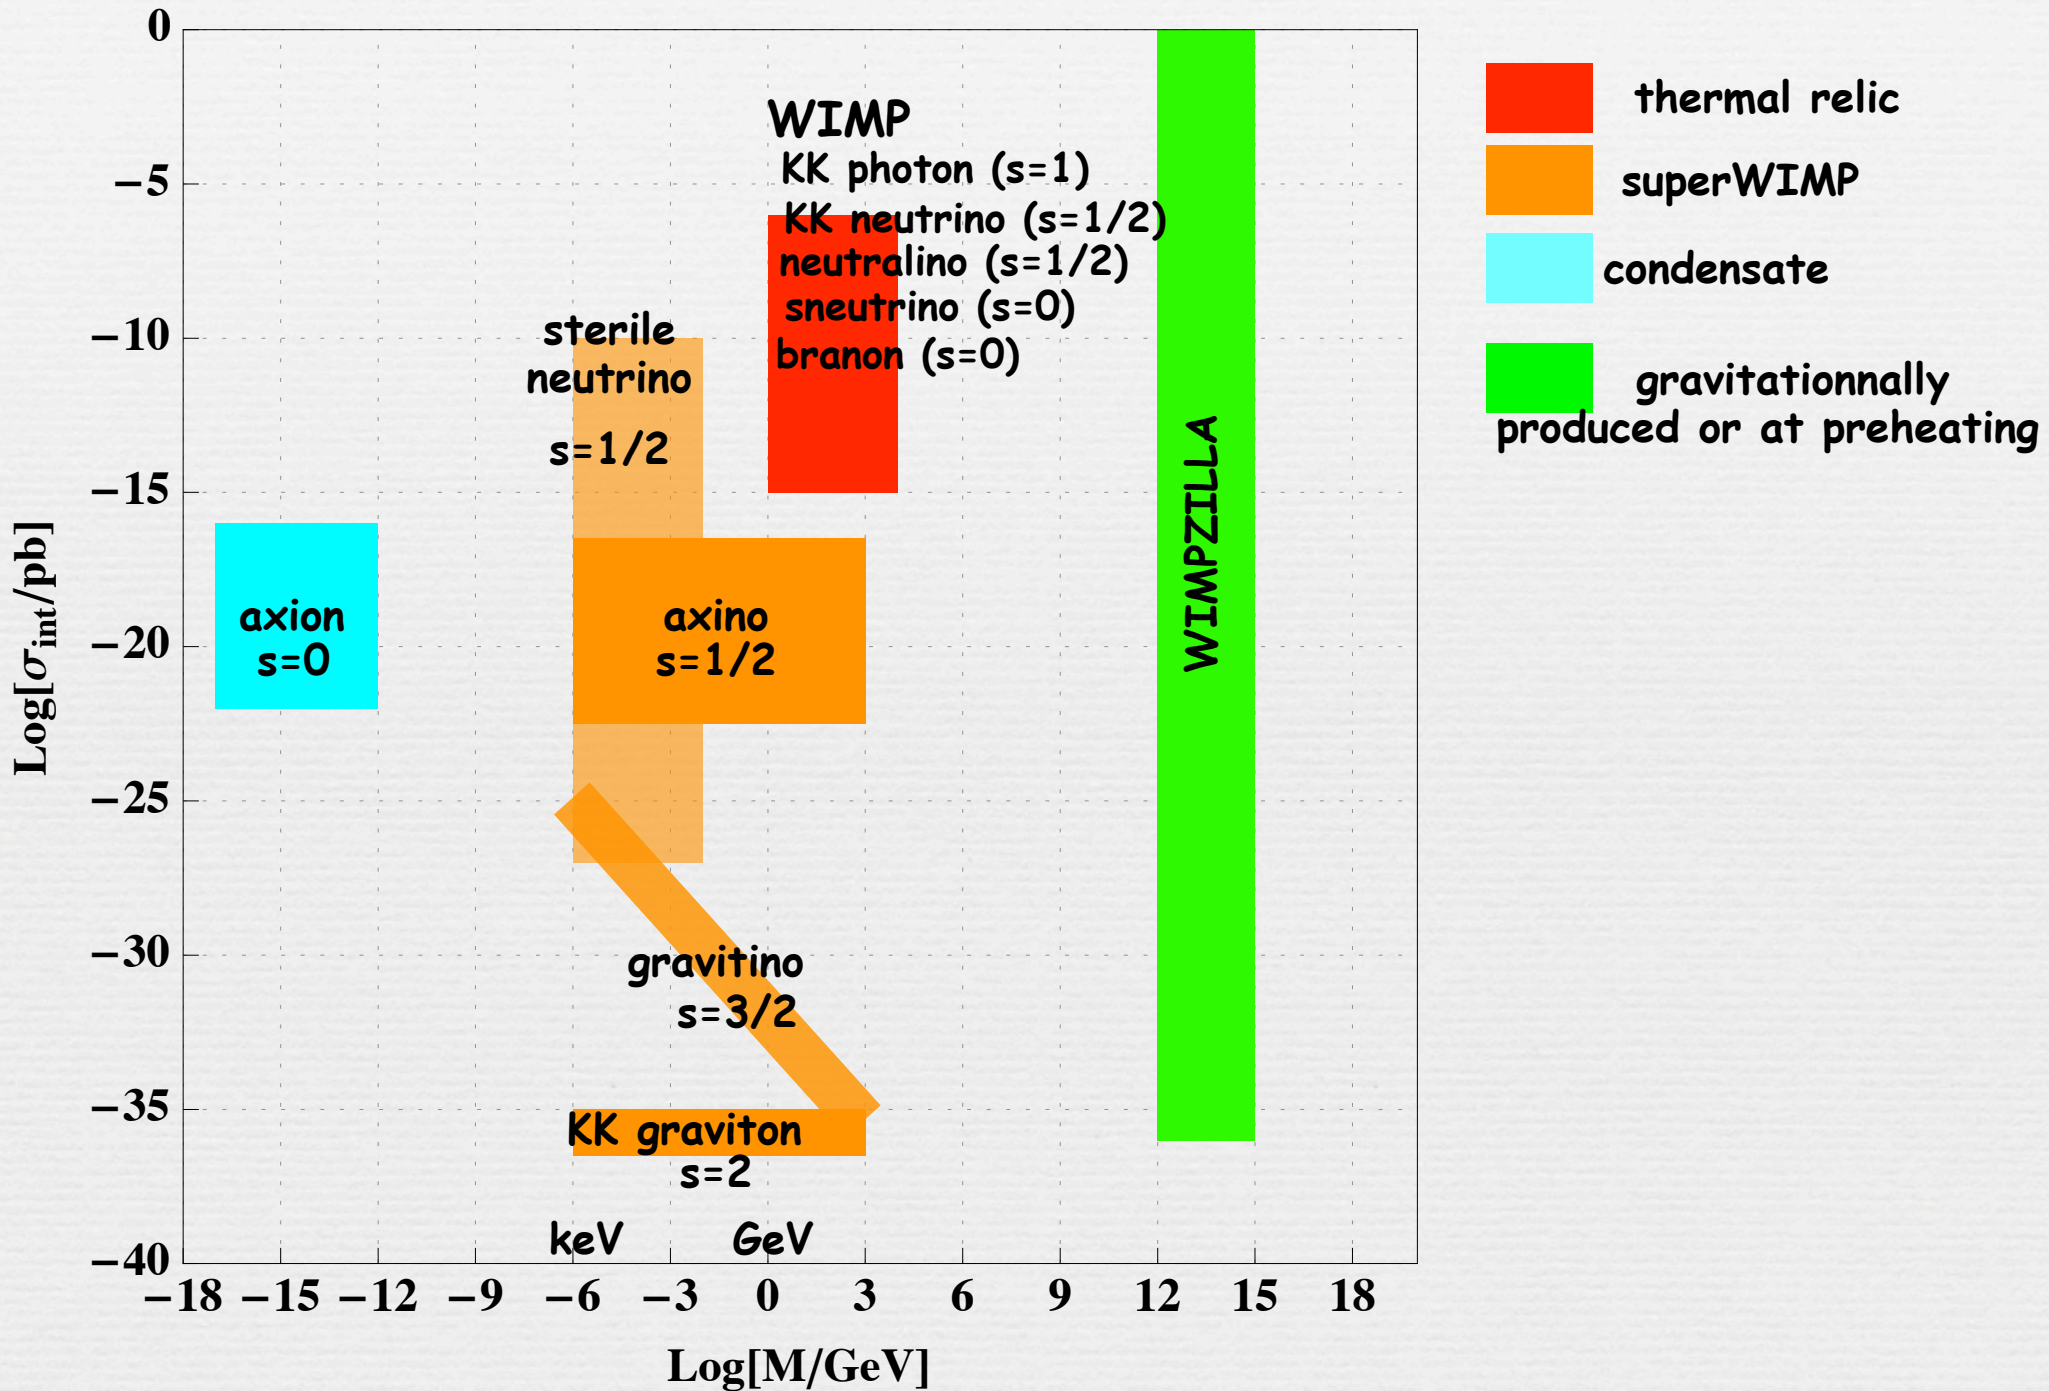 0
−5
−10
−15
−20
−25
−30
−35
−40
Log[σint/pb]
WIMP
KK photon (s=1)
KK neutrino (s=1/2)
neutralino (s=1/2)
sneutrino (s=0)
branon (s=0)
sterile
neutrino
s=1/2
axion
s=0
axino
s=1/2
WIMPZILLA
gravitino
s=3/2
KK graviton
s=2
keV GeV
−18 −15 −12 −9 −6 −3 0 3 6 9 12 15 18
Log[M/GeV]
thermal relic
superWIMP
condensate
gravitationnally
produced or at preheating